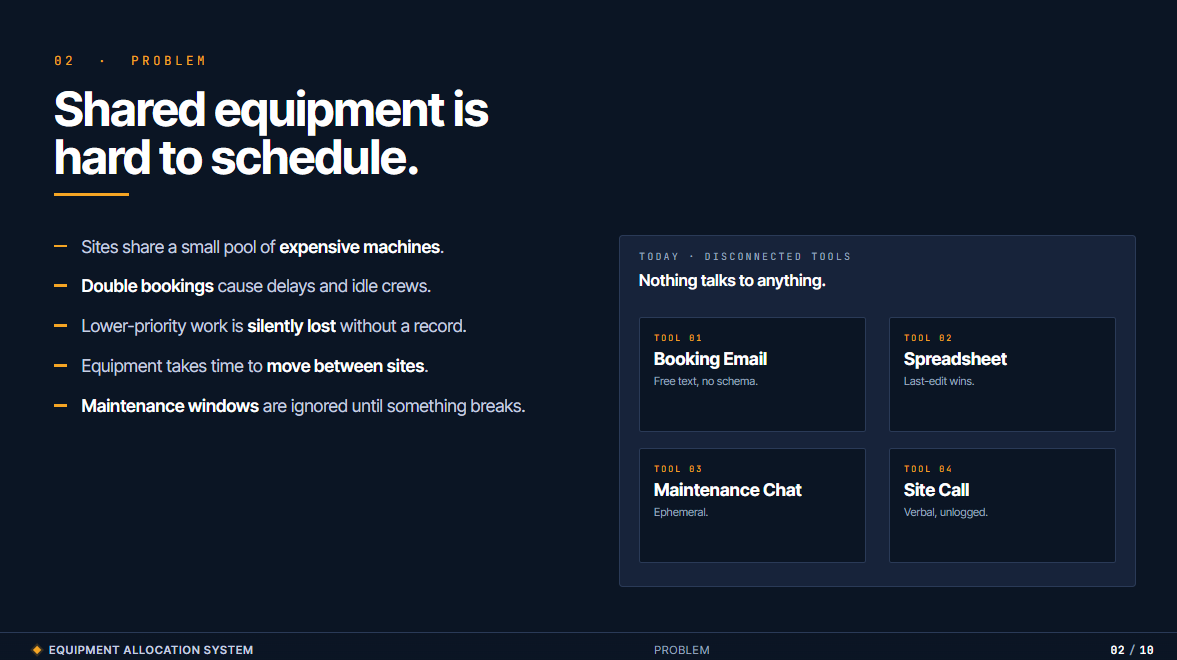 02 · PROBLEM
Shared equipment is
hard to schedule.
Sites share a small pool of expensive machines.
Double bookings cause delays and idle crews.
Lower-priority work is silently lost without a record.
Equipment takes time to move between sites.
Maintenance windows are ignored until something breaks.
TODAY · DISCONNECTED TOOLS
Nothing talks to anything.
TOOL 01
Booking Email
Free text, no schema.
TOOL 02
Spreadsheet
Last-edit wins.
TOOL 03
Maintenance Chat
Ephemeral.
TOOL 04
Site Call
Verbal, unlogged.
EQUIPMENT ALLOCATION SYSTEM
PROBLEM
02 / 10